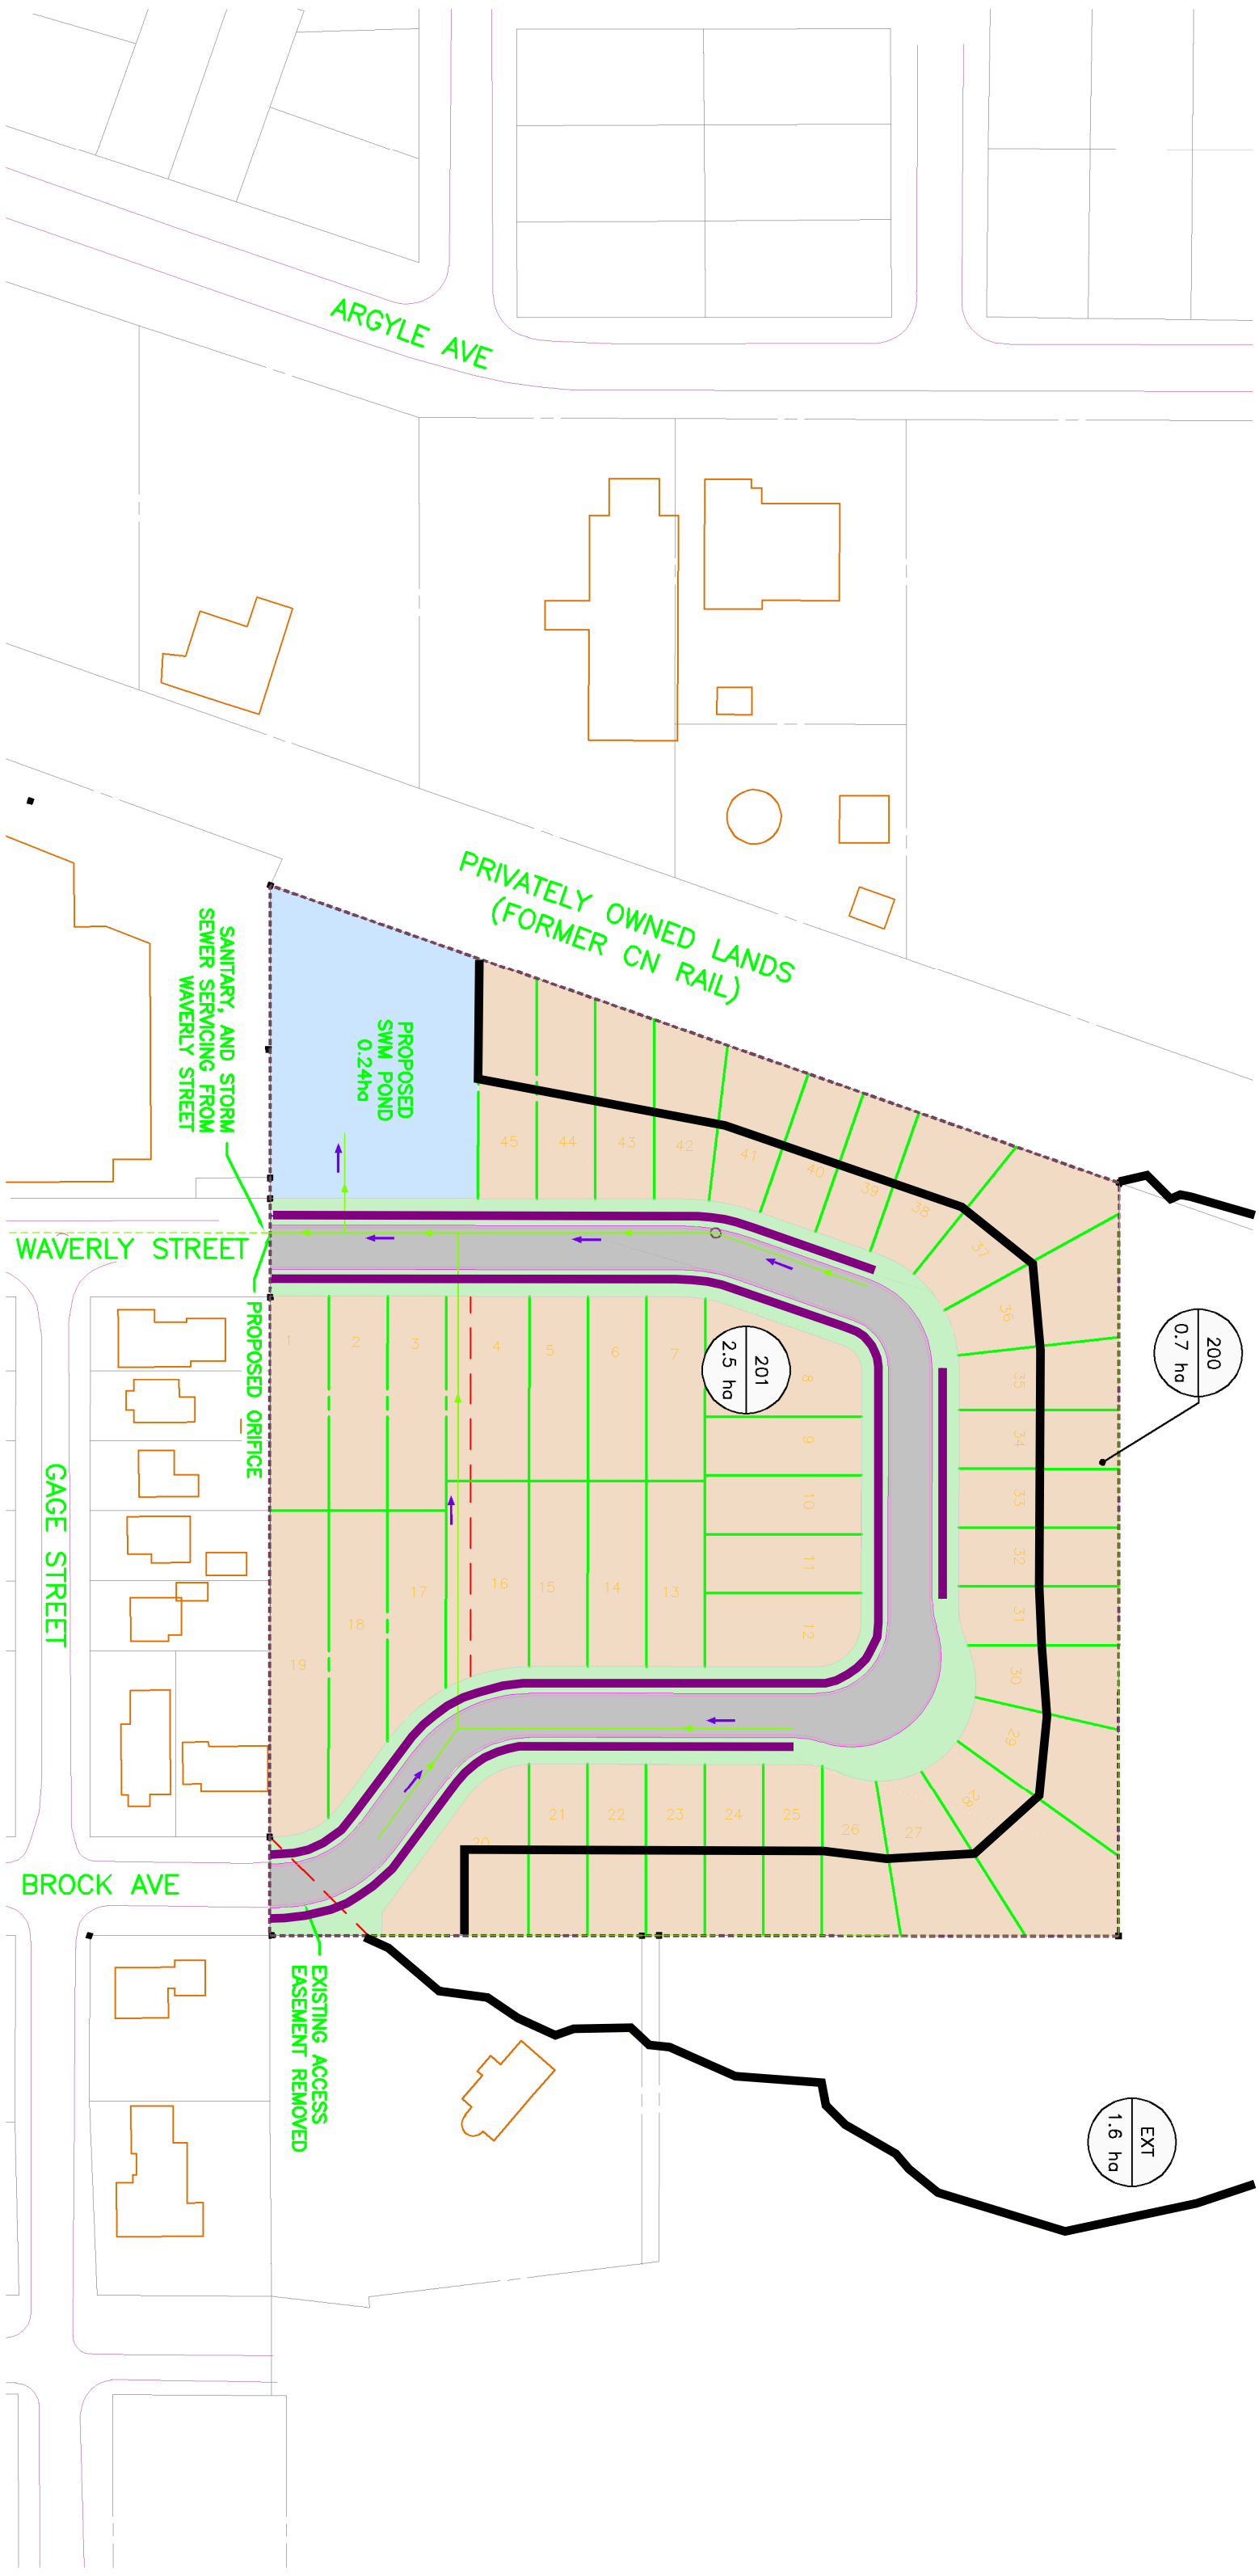 ARGYLE AVE
PRIVATELY OWNED LANDS
(FORMER CN RAIL)
SANITARY, AND STORM
SEWER SERVICING FROM
WAVERLY STREET
PROPOSED
SWM POND
0.24ha
WAVERLY STREET
PROPOSED ORIFICE
GAGE STREET
BROCK AVE
EXISTING ACCESS
EASEMENT REMOVED
200
0.7 ha
201
2.5 ha
EXT
1.6 ha
45
44
43
42
41
40
39
38
37
36
35
34
33
32
31
30
29
28
27
26
25
24
23
22
21
20
1
2
3
4
5
6
7
8
9
10
11
12
13
14
15
16
17
18
19